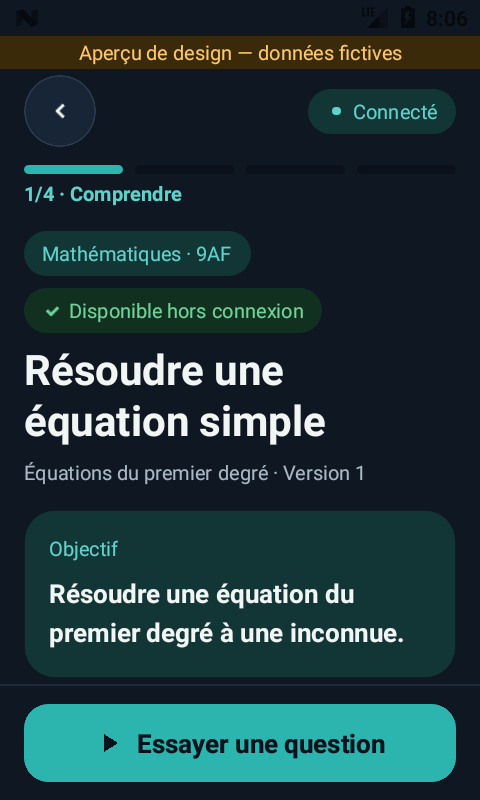 LTE 8:06
Aperçu de design — données fictives
Connecté
1/4 · Comprendre
Mathématiques · 9AF
Disponible hors connexion
Résoudre une
équation simple
Équations du premier degré · Version 1
Objectif
Résoudre une équation du
premier degré à une inconnue.
Essayer une question